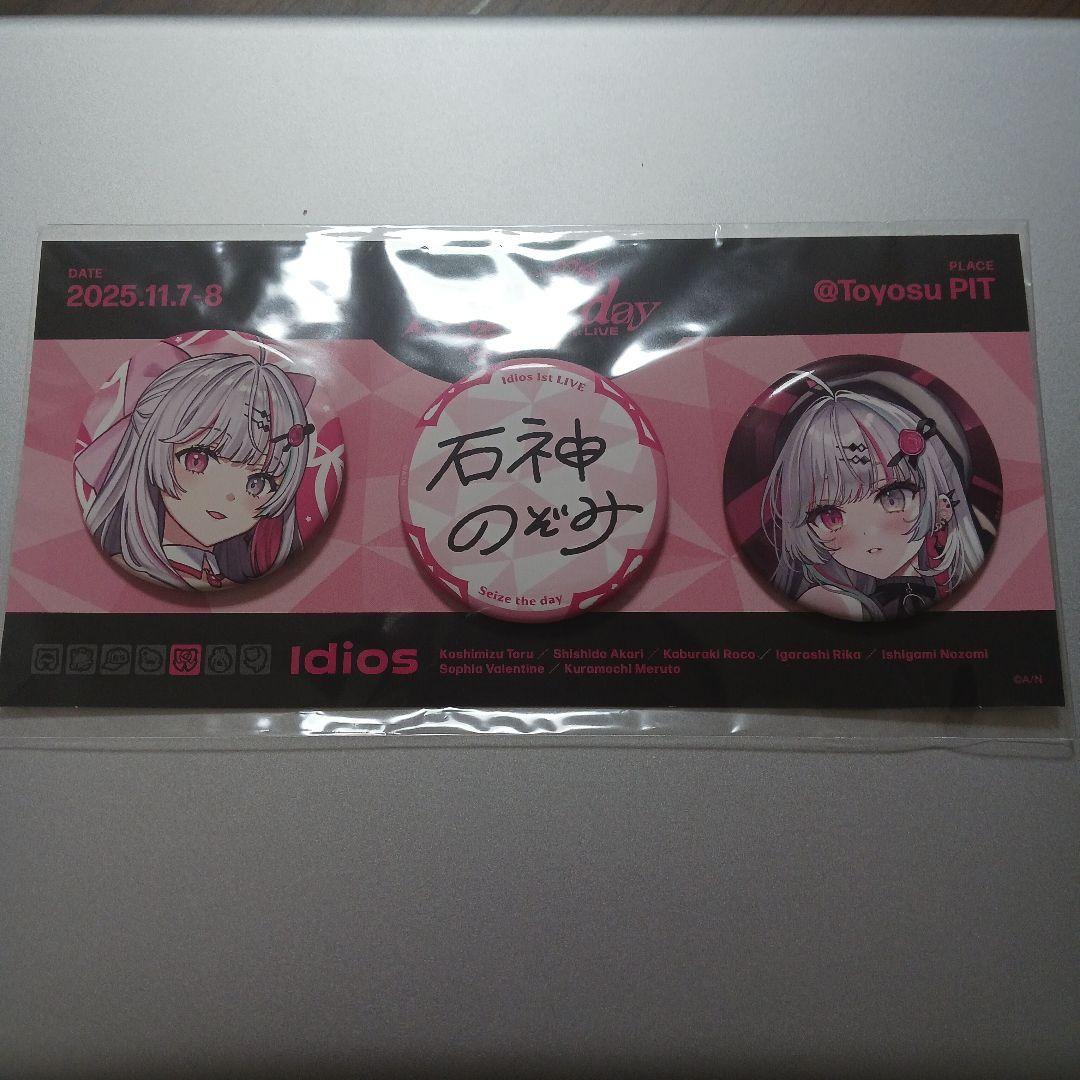 DATE
2025.11.7-8
day
LIVE
PLACE
@Toyosu PIT
Idios 1st LIVE
石神
のぞみ
Seize the day
Idios
Koshimizu Toru / Shishido Akari / Kaburaki Roco / Igarashi Rika / Ishigami Nozomi
Sophia Valentine / Kuramochi Meruto
©A/N